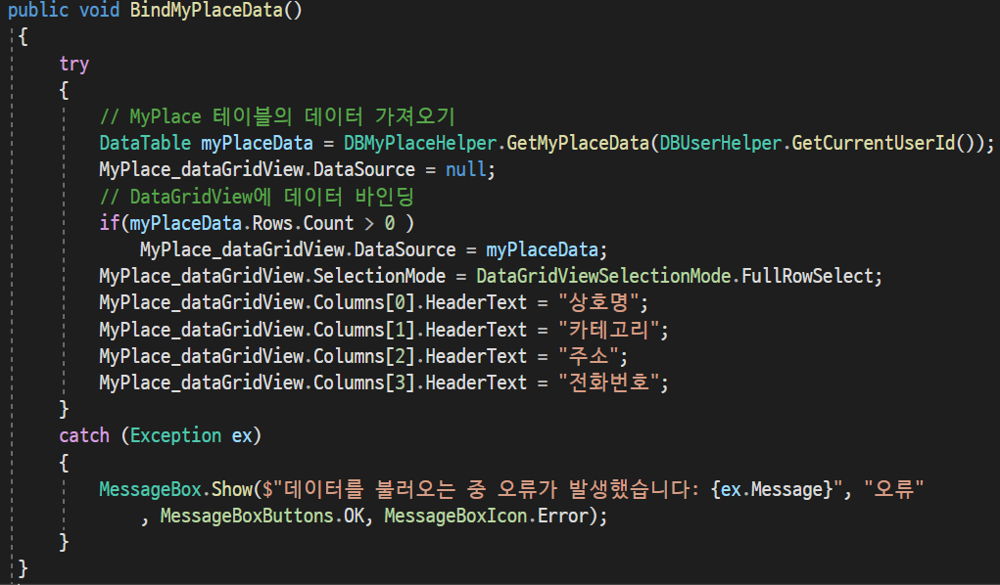 public void BindMyPlaceData()
{
try
{
// MyPlace 테이블의 데이터 가져오기
DataTable myPlaceData = DBMyPlaceHelper.GetMyPlaceData(DBUserHelper.GetCurrentUserId());
MyPlace_dataGridView.DataSource = null;
// DataGridView에 데이터 바인딩
if(myPlaceData.Rows.Count > 0 )
MyPlace_dataGridView.DataSource = myPlaceData;
MyPlace_dataGridView.SelectionMode = DataGridViewSelectionMode.FullRowSelect;
MyPlace_dataGridView.Columns[0].HeaderText = "상호명";
MyPlace_dataGridView.Columns[1].HeaderText = "카테고리";
MyPlace_dataGridView.Columns[2].HeaderText = "주소";
MyPlace_dataGridView.Columns[3].HeaderText = "전화번호";
}
catch (Exception ex)
{
MessageBox.Show($"데이터를 불러오는 중 오류가 발생했습니다: {ex.Message}", "오류"
, MessageBoxButtons.OK, MessageBoxIcon.Error);
}
}